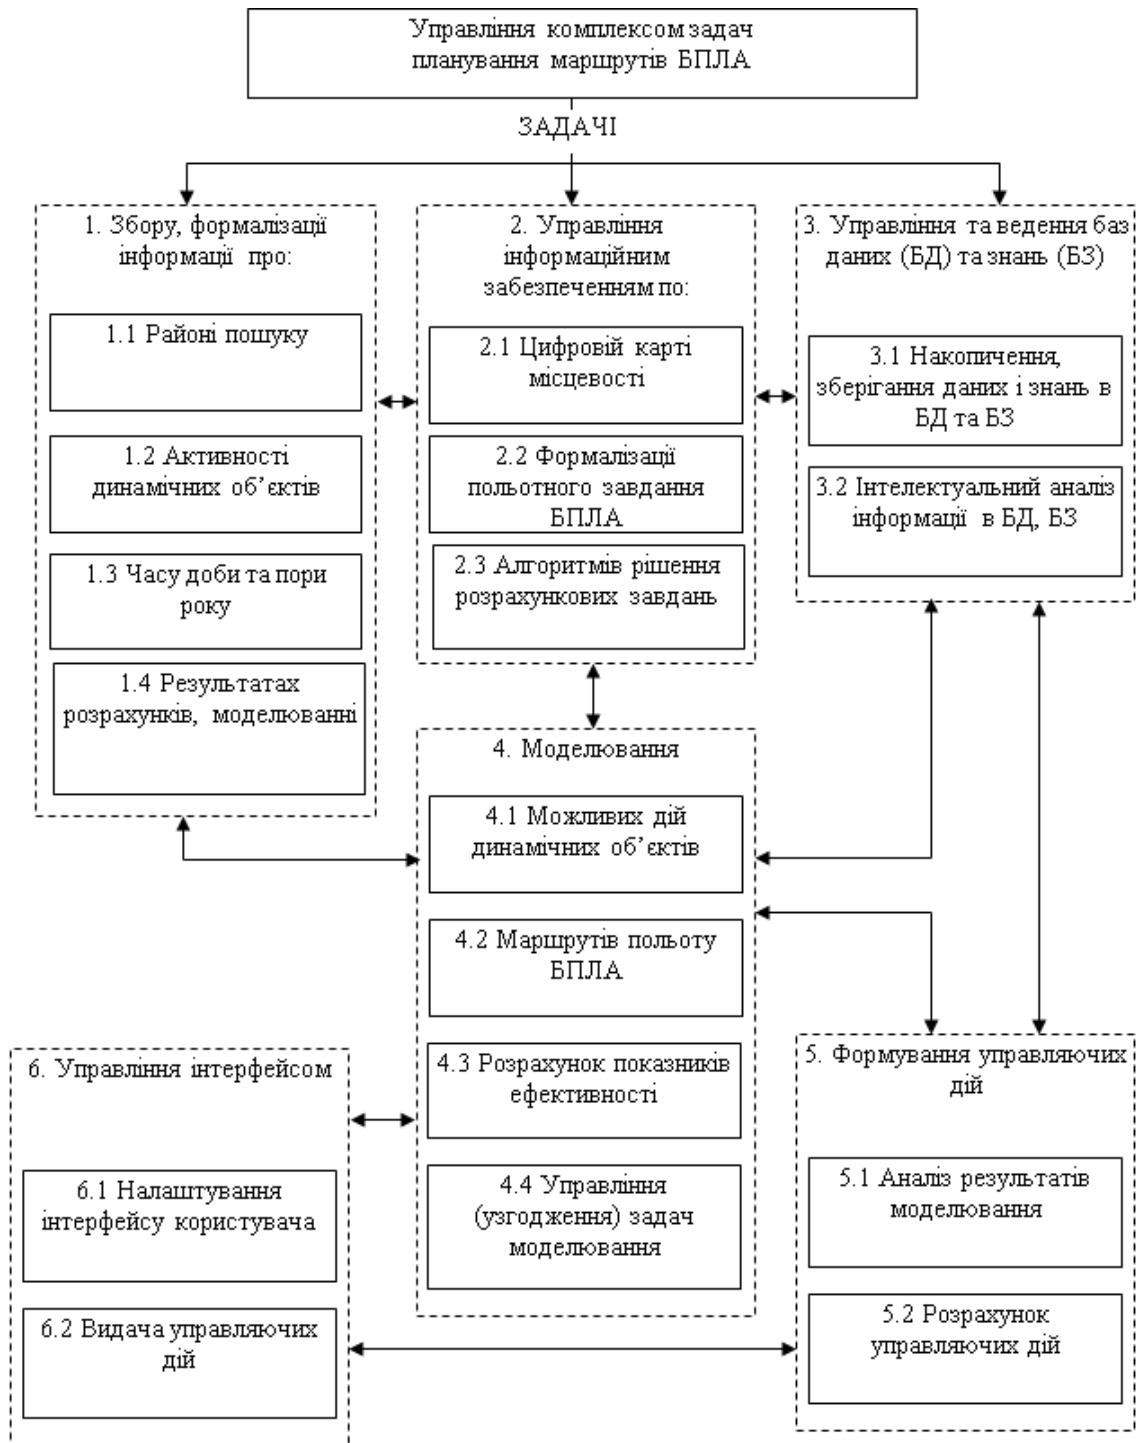 Управління комплексом задач
планування маршрутів БПЛА
ЗАДАЧІ
1. Збору, формалізації
інформації про:
1.1 Районі пошуку
1.2 Активності
динамічних об’єктів
1.3 Часу доби та пори
року
1.4 Результатах
розрахунків, моделюванні
2. Управління
інформаційним
забезпеченням по:
2.1 Цифровій карті
місцевості
2.2 Формалізації
польотного завдання
БПЛА
2.3 Алгоритмів рішення
розрахункових завдань
3. Управління та ведення баз
даних (БД) та знань (БЗ)
3.1 Накопичення,
зберігання даних і знань в
БД та БЗ
3.2 Інтелектуальний аналіз
інформації в БД, БЗ
4. Моделювання
4.1 Можливих дій
динамічних об’єктів
4.2 Маршрутів польоту
БПЛА
4.3 Розрахунок показників
ефективності
4.4 Управління
(узгодження) задач
моделювання
5. Формування управляючих
дій
5.1 Аналіз результатів
моделювання
5.2 Розрахунок
управляючих дій
6. Управління інтерфейсом
6.1 Налаштування
інтерфейсу користувача
6.2 Видача управляючих
дій